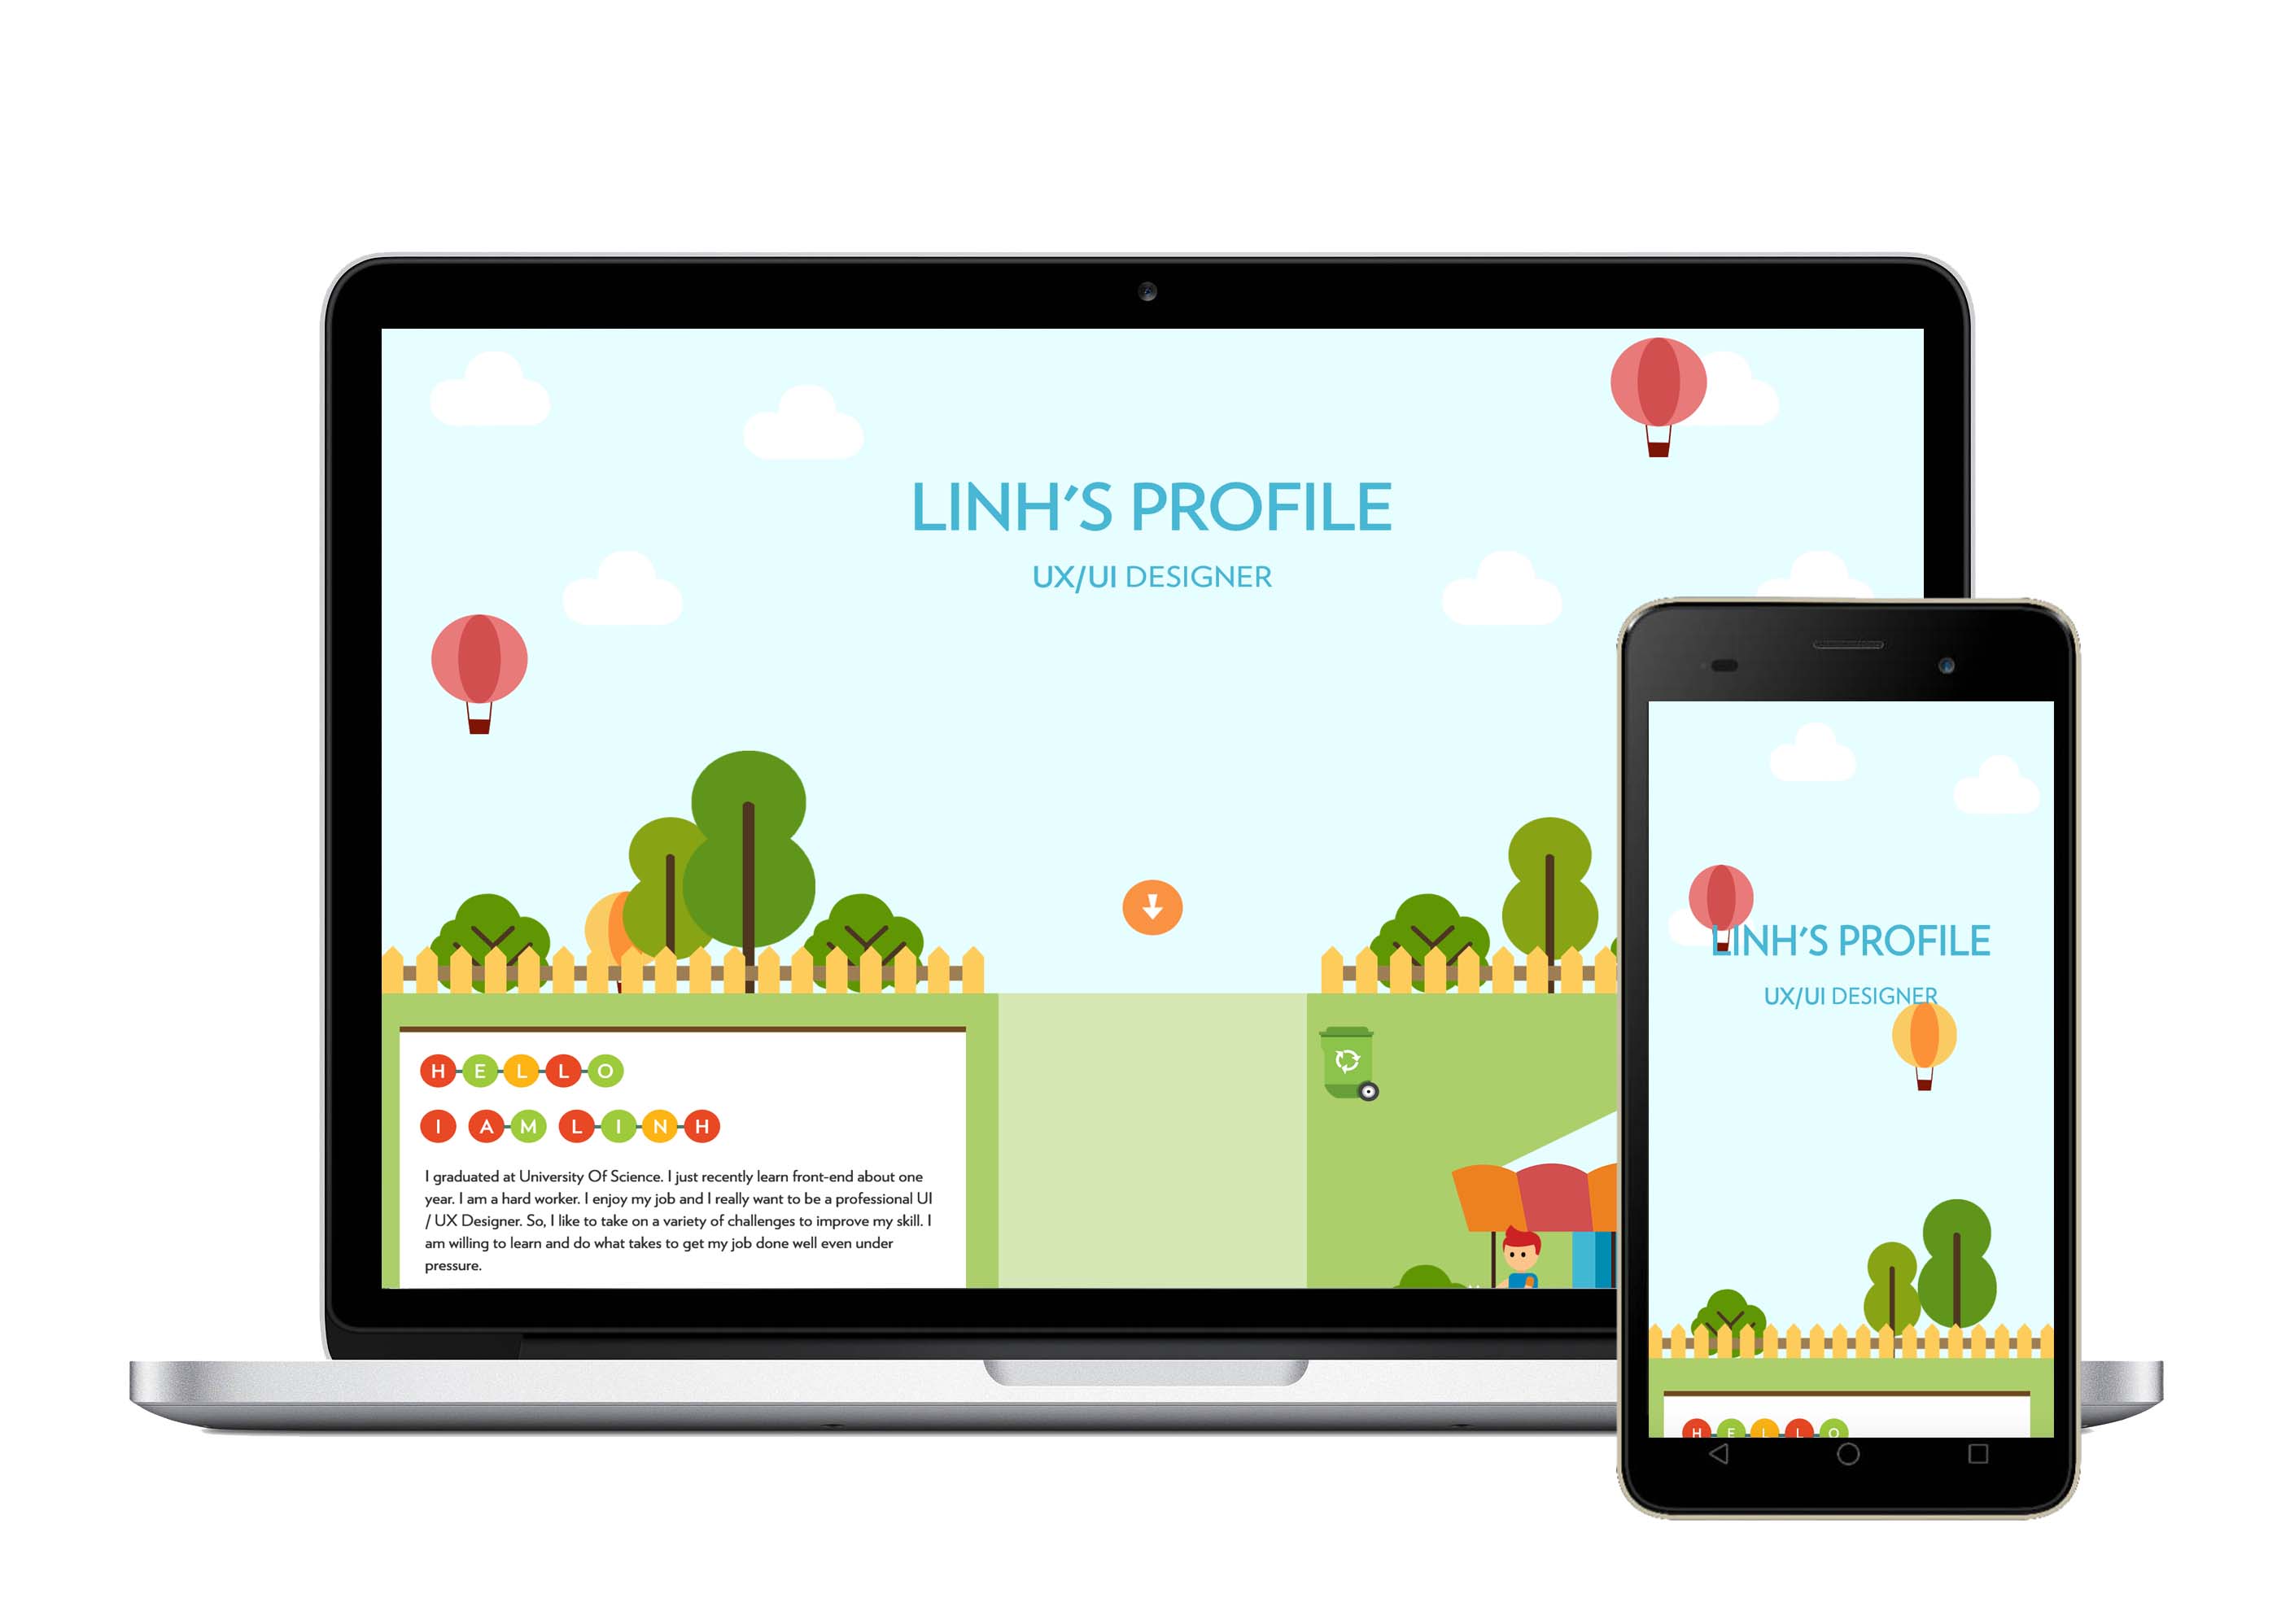 LINH'S PROFILE
UX/UI DESIGNER
HELLO
I AM LINH
I graduated at University Of Science. I just recently learn front-end about one
year. I am a hard worker. I enjoy my job and I really want to be a professional UI
/ UX Designer. So, I like to take on a variety of challenges to improve my skill. I
am willing to learn and do what takes to get my job done well even under
pressure.
LINH'S PROFILE
UX/UI DESIGNER
HELLO